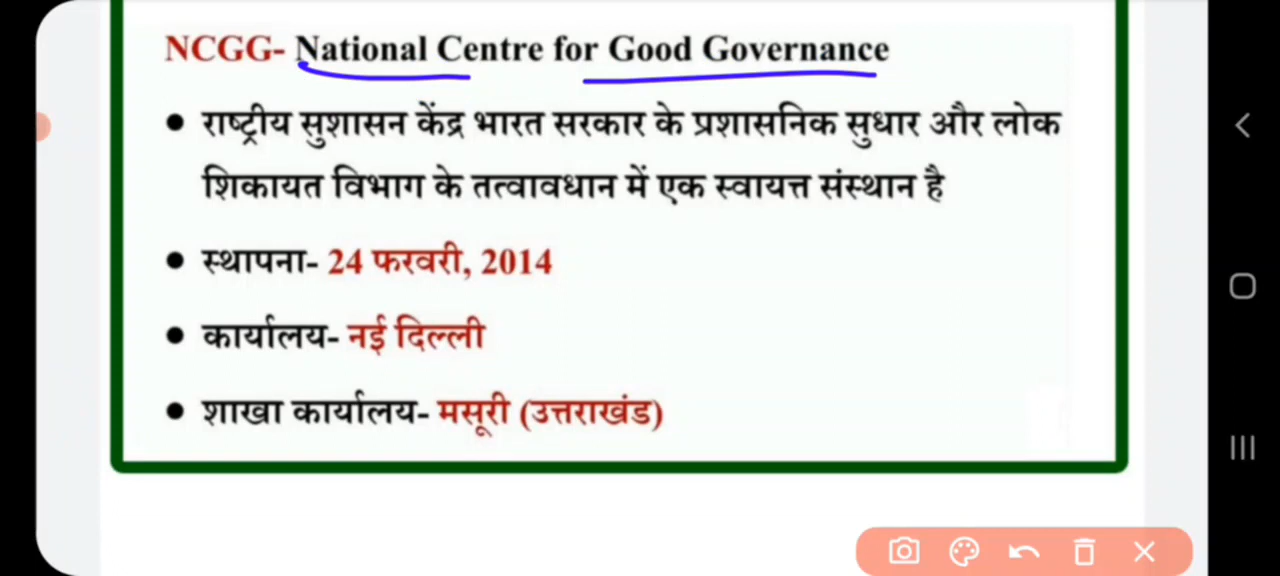 NCGG- National Centre for Good Governance
• राष्ट्रीय सुशासन केंद्र भारत सरकार के प्रशासनिक सुधार और लोक
शिकायत विभाग के तत्वावधान में एक स्वायत्त संस्थान है
• स्थापना- 24 फरवरी, 2014
• कार्यालय- नई दिल्ली
• शाखा कार्यालय- मसूरी (उत्तराखंड)